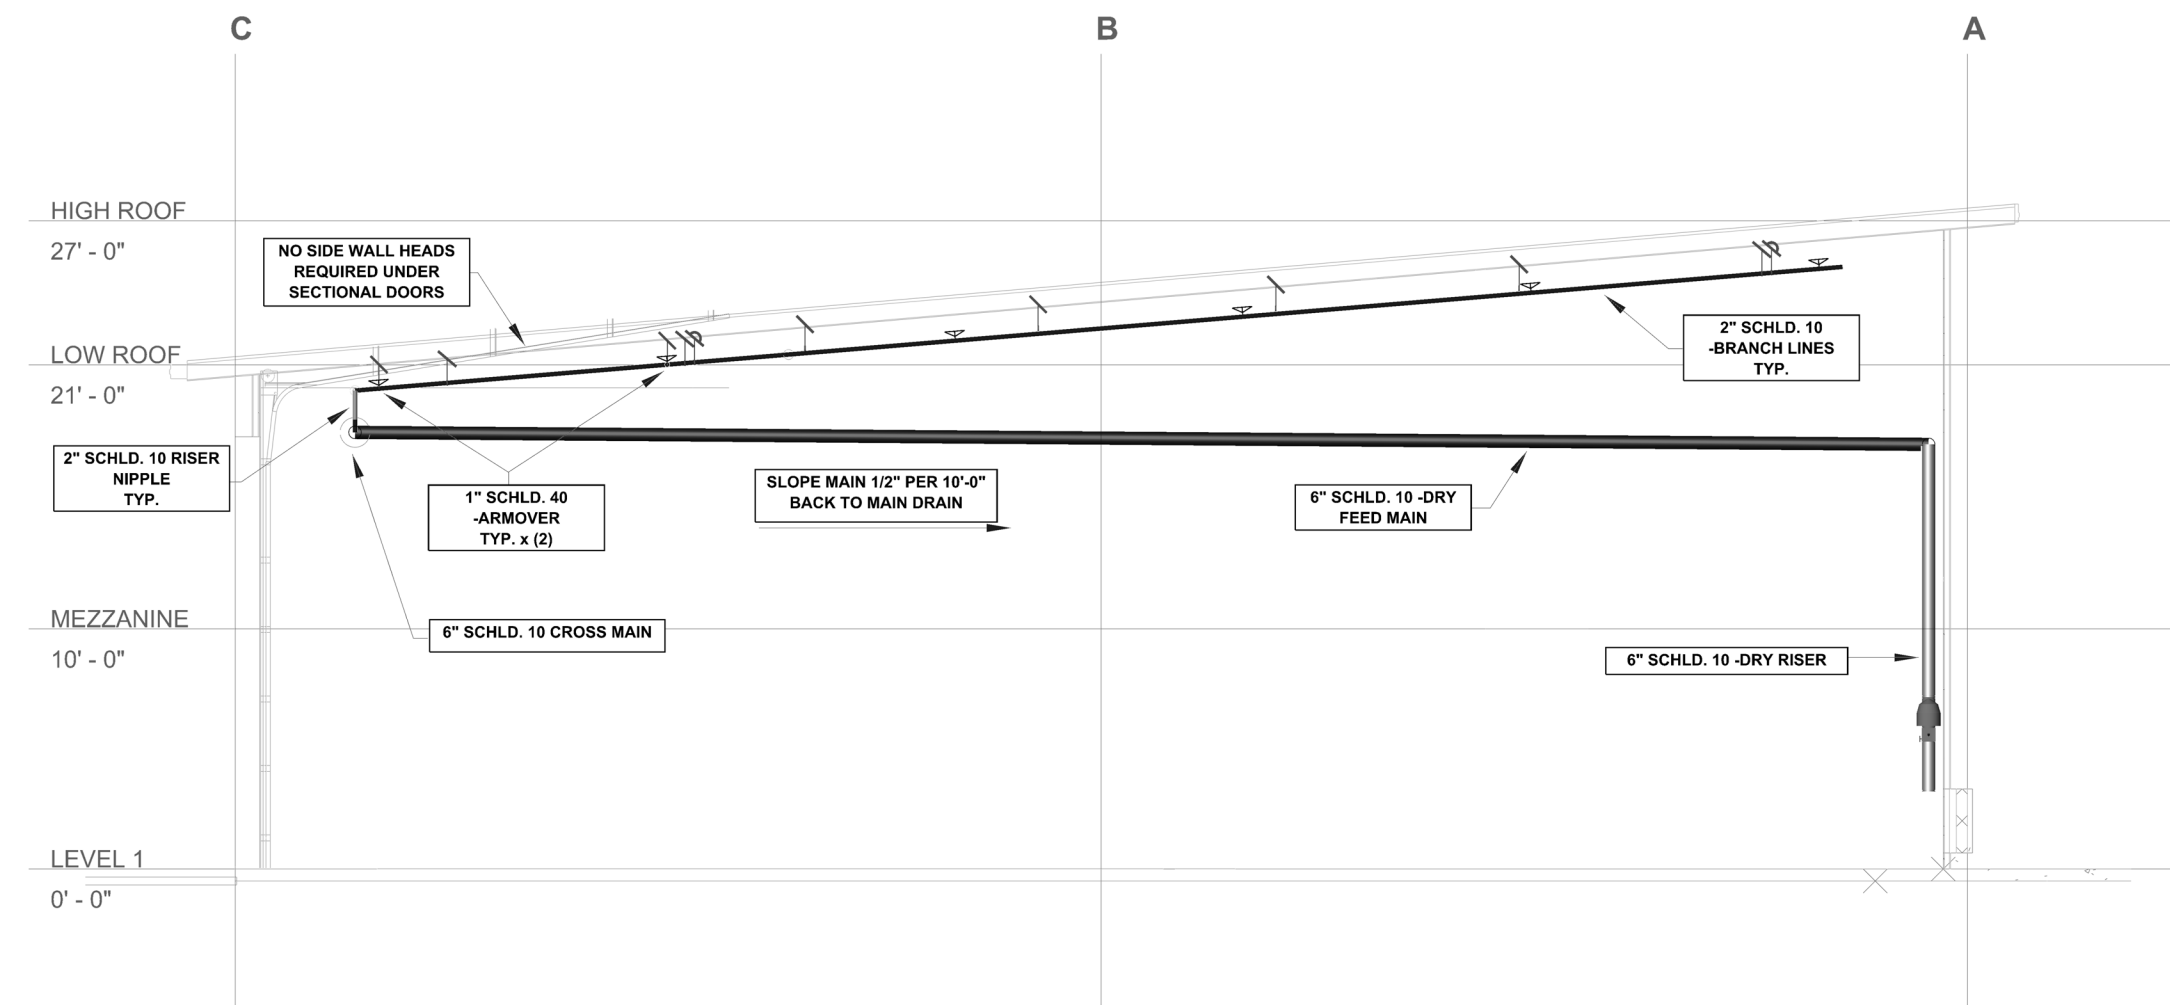 C
B
A
HIGH ROOF
27' - 0"
NO SIDE WALL HEADS
REQUIRED UNDER
SECTIONAL DOORS
2" SCHLD. 10
-BRANCH LINES
TYP.
LOW ROOF
21' - 0"
2" SCHLD. 10 RISER
NIPPLE
TYP.
1" SCHLD. 40
-ARMOVER
TYP. x (2)
SLOPE MAIN 1/2" PER 10'-0"
BACK TO MAIN DRAIN
6" SCHLD. 10 -DRY
FEED MAIN
MEZZANINE
10' - 0"
6" SCHLD. 10 CROSS MAIN
6" SCHLD. 10 -DRY RISER
LEVEL 1
0' - 0"